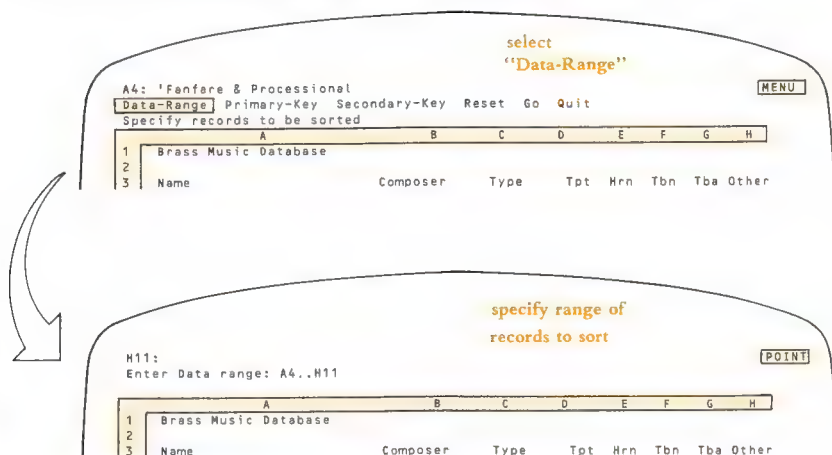 select
“Data-Range”
A4: 'Fanfare & Processional MENU
Data-Range Primary-Key Secondary-Key Reset Go Quit
Specify records to be sorted
A B C D E F G H
1 Brass Music Database
2
3 Name Composer Type Tpt Hrn Tbn Tba Other
specify range of
records to sort
H11: POINT
Enter Data range: A4..H11
A B C D E F G H
1 Brass Music Database
2
3 Name Composer Type Tpt Hrn Tbn Tba Other